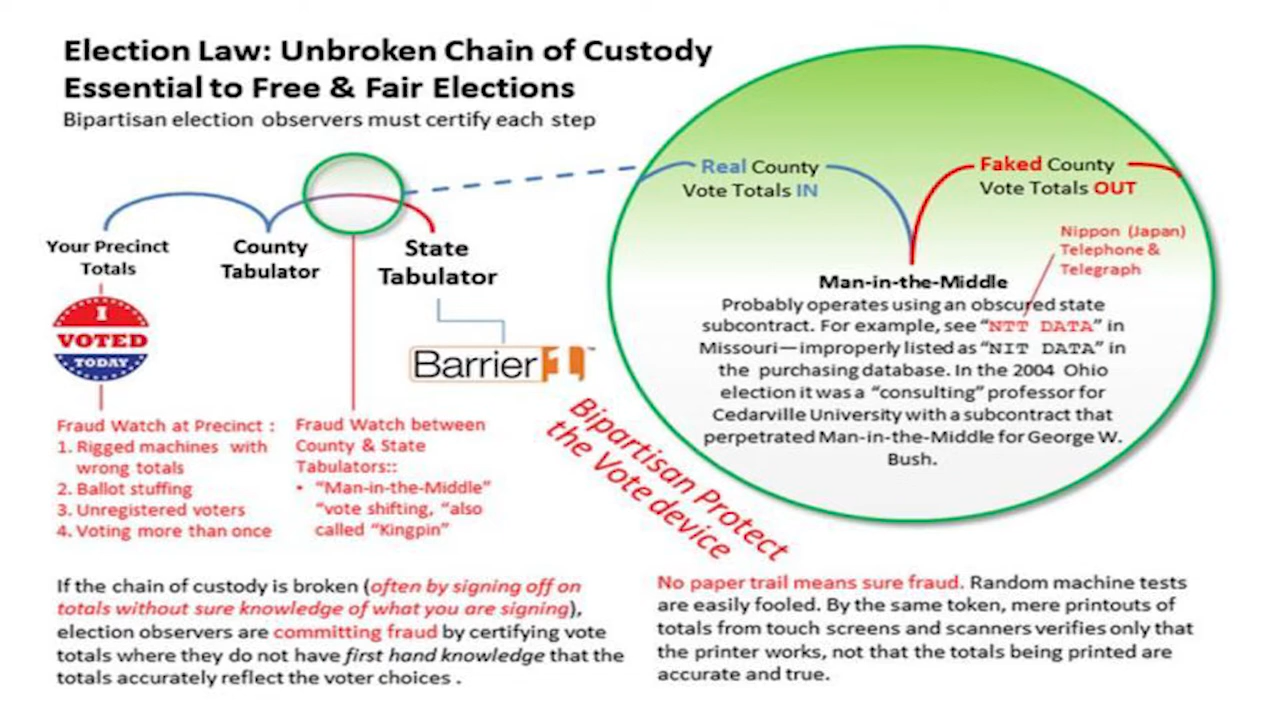 Election Law: Unbroken Chain of Custody
Essential to Free & Fair Elections
Bipartisan election observers must certify each step
Your Precinct
Totals
County
Tabulator
State
Tabulator
I
VOTED
TODAY
Barrier1™
Fraud Watch at Precinct :
1. Rigged machines with
wrong totals
2. Ballot stuffing
3. Unregistered voters
4. Voting more than once
Fraud Watch between
County & State
Tabulators::
• “Man-in-the-Middle”
“vote shifting, “also
called “Kingpin”
Bipartisan Protect
the Vote device
Real County
Vote Totals IN
Faked County
Vote Totals OUT
Nippon (Japan)
Telephone &
Telegraph
Man-in-the-Middle
Probably operates using an obscured state
subcontract. For example, see “NTT DATA” in
Missouri—improperly listed as “NIT DATA” in
the purchasing database. In the 2004 Ohio
election it was a “consulting” professor for
Cedarville University with a subcontract that
perpetrated Man-in-the-Middle for George W.
Bush.
If the chain of custody is broken (often by signing off on
totals without sure knowledge of what you are signing),
election observers are committing fraud by certifying vote
totals where they do not have first hand knowledge that the
totals accurately reflect the voter choices .
No paper trail means sure fraud. Random machine tests
are easily fooled. By the same token, mere printouts of
totals from touch screens and scanners verifies only that
the printer works, not that the totals being printed are
accurate and true.